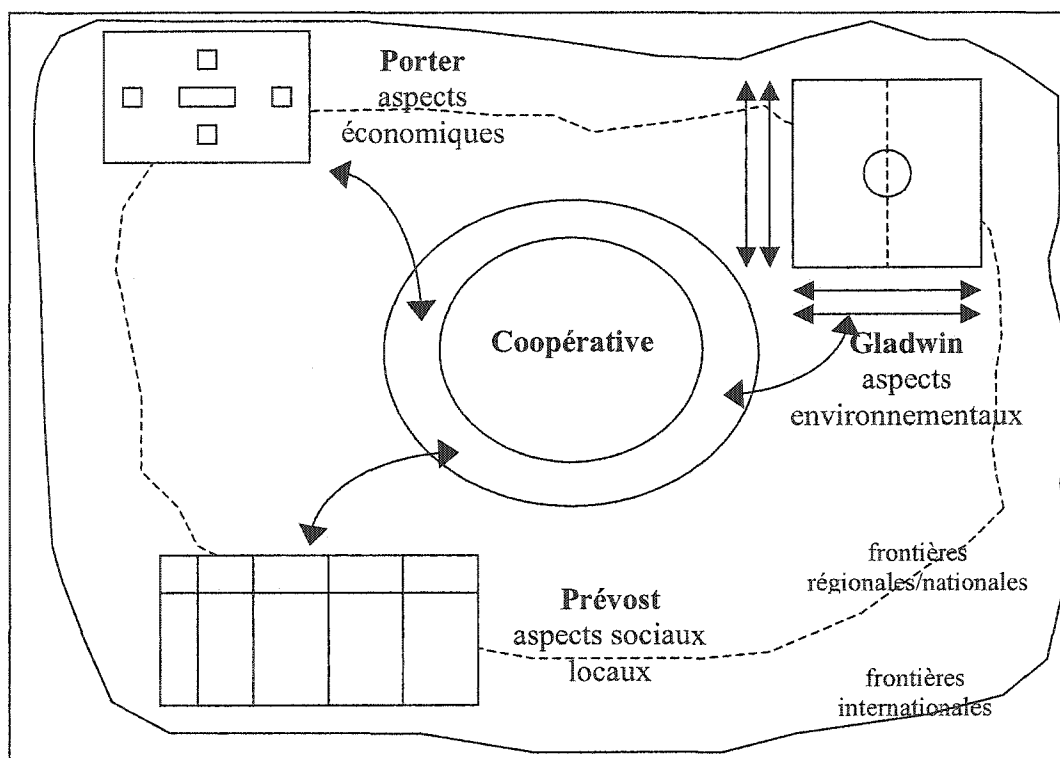 Porter
aspects
économiques
Coopérative
Gladwin
aspects
environnementaux
frontières
régionales/nationales
Prévost
aspects sociaux
locaux
frontières
internationales